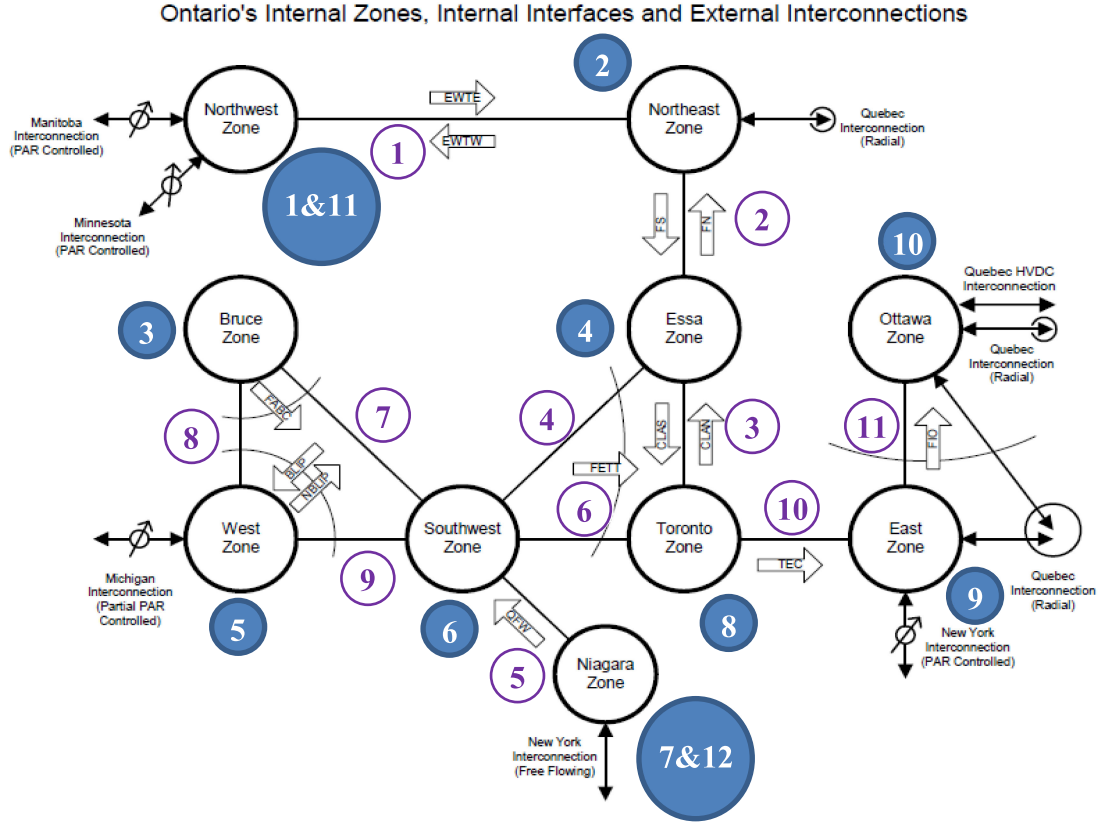 Ontario's Internal Zones, Internal Interfaces and External Interconnections
2
Northwest
Zone
EWTE
Northeast
Zone
Manitoba
Interconnection
(PAR Controlled)
Quebec
Interconnection
(Radial)
EWTW
1
1&11
Minnesota
Interconnection
(PAR Controlled)
FS
FN
2
10
Quebec HVDC
Interconnection
3
Bruce
Zone
4
Essa
Zone
Ottawa
Zone
Quebec
Interconnection
(Radial)
FABC
8
7
4
CLAS
CLAN
3
11
FIO
BLIP
NBLIP
FETT
6
10
West
Zone
Southwest
Zone
Toronto
Zone
East
Zone
TEC
9
Michigan
Interconnection
(Partial PAR
Controlled)
Quebec
Interconnection
(Radial)
5
6
QFW
8
9
New York
Interconnection
(PAR Controlled)
5
Niagara
Zone
New York
Interconnection
(Free Flowing)
7&12